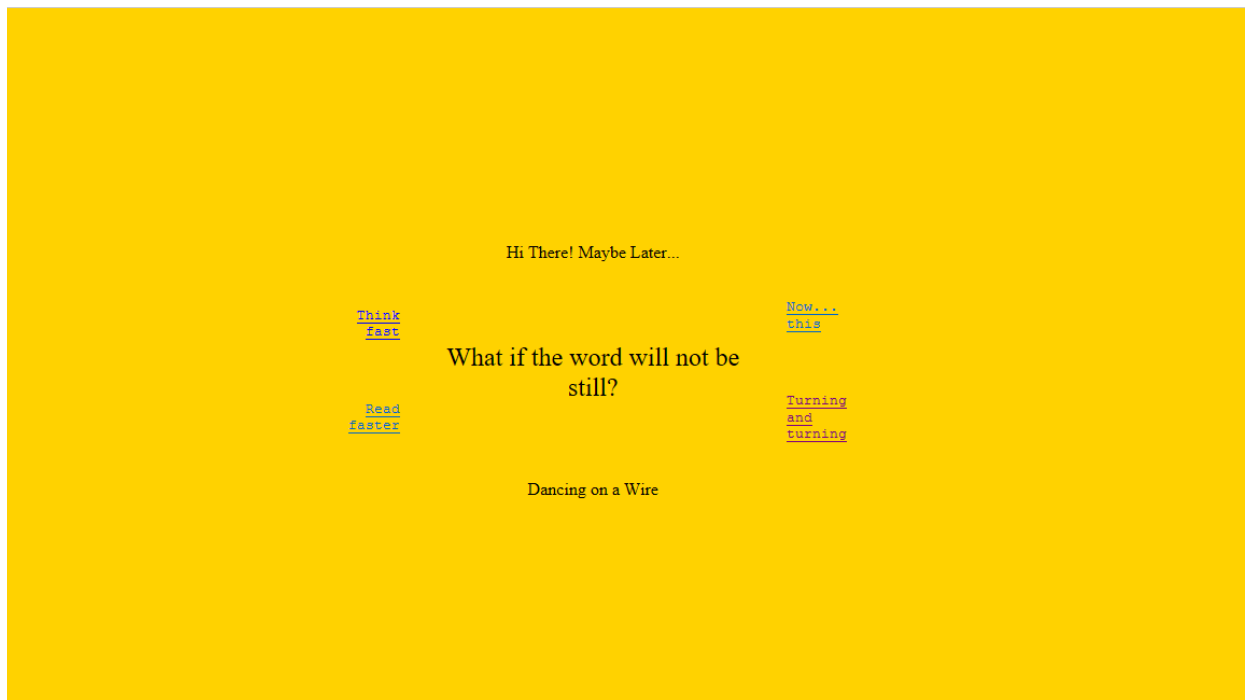 Hi There! Maybe Later...
Think
fast
Now...
this
What if the word will not be
still?
Read
faster
Turning
and
turning
Dancing on a Wire